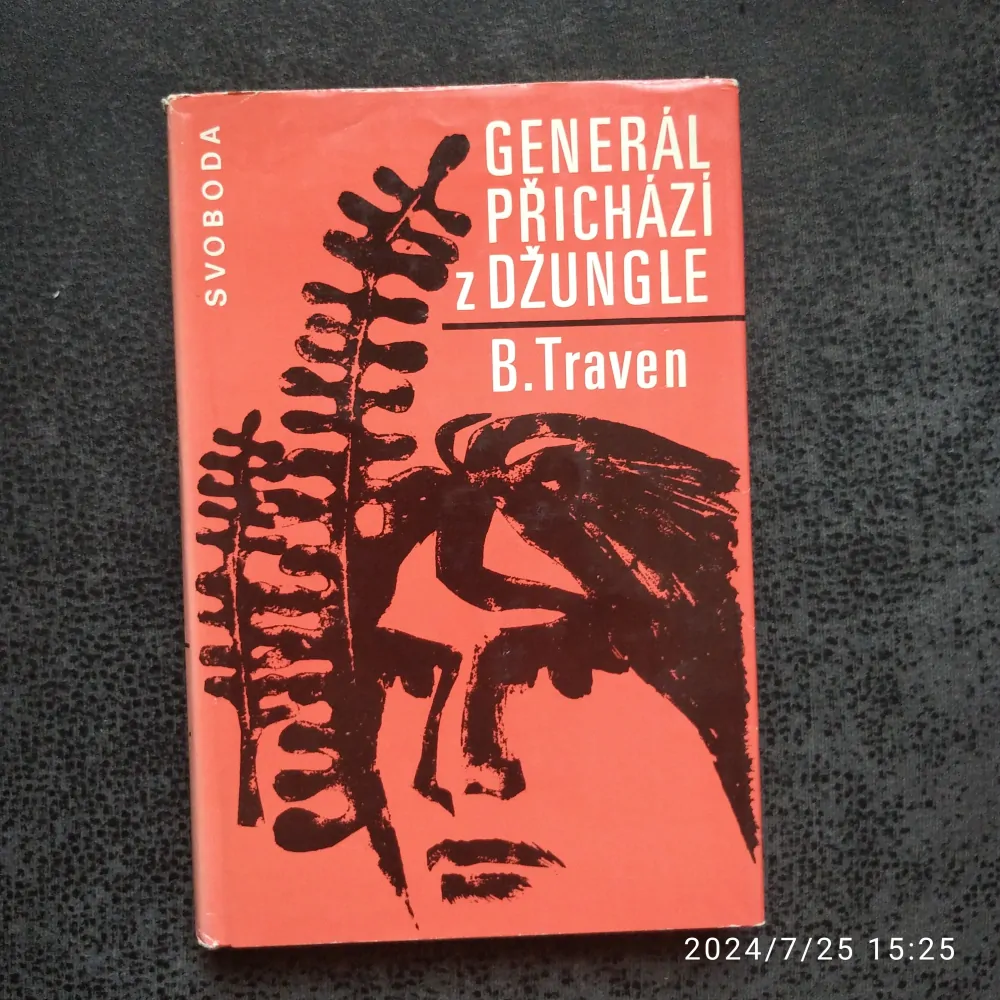 SVOBODA
GENERÁL
PŘICHÁZÍ
z DŽUNGLE
B. Traven
2024/7/25 15:25